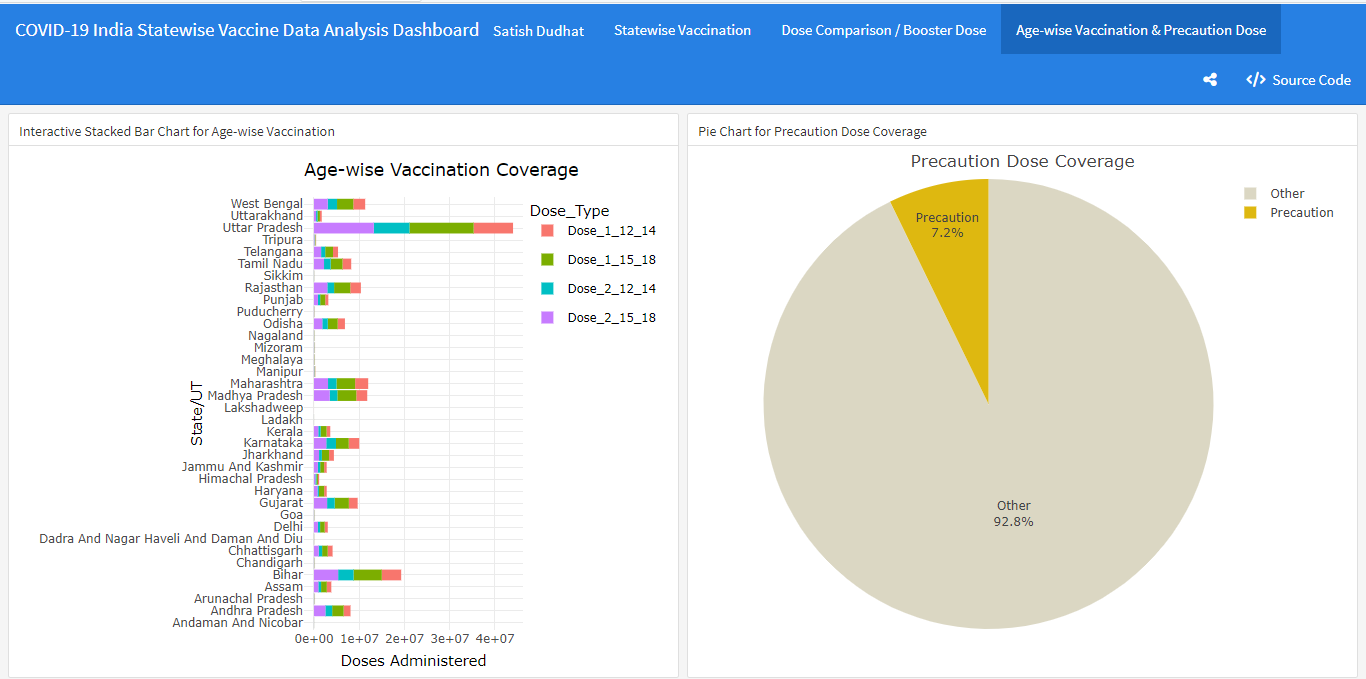 COVID-19 India Statewise Vaccine Data Analysis Dashboard
Satish Dudhat
Statewise Vaccination
Dose Comparison / Booster Dose
Age-wise Vaccination & Precaution Dose
Source Code
Interactive Stacked Bar Chart for Age-wise Vaccination
Age-wise Vaccination Coverage
State/UT
West Bengal
Uttarakhand
Uttar Pradesh
Tripura
Telangana
Tamil Nadu
Sikkim
Rajasthan
Punjab
Puducherry
Odisha
Nagaland
Mizoram
Meghalaya
Manipur
Maharashtra
Madhya Pradesh
Lakshadweep
Ladakh
Kerala
Karnataka
Jharkhand
Jammu And Kashmir
Himachal Pradesh
Haryana
Gujarat
Goa
Delhi
Dadra And Nagar Haveli And Daman And Diu
Chhattisgarh
Chandigarh
Bihar
Assam
Arunachal Pradesh
Andhra Pradesh
Andaman And Nicobar
0e+00 1e+07 2e+07 3e+07 4e+07
Doses Administered
Dose_Type
Dose_1_12_14
Dose_1_15_18
Dose_2_12_14
Dose_2_15_18
Pie Chart for Precaution Dose Coverage
Precaution Dose Coverage
Precaution
7.2%
Other
92.8%
Other
Precaution